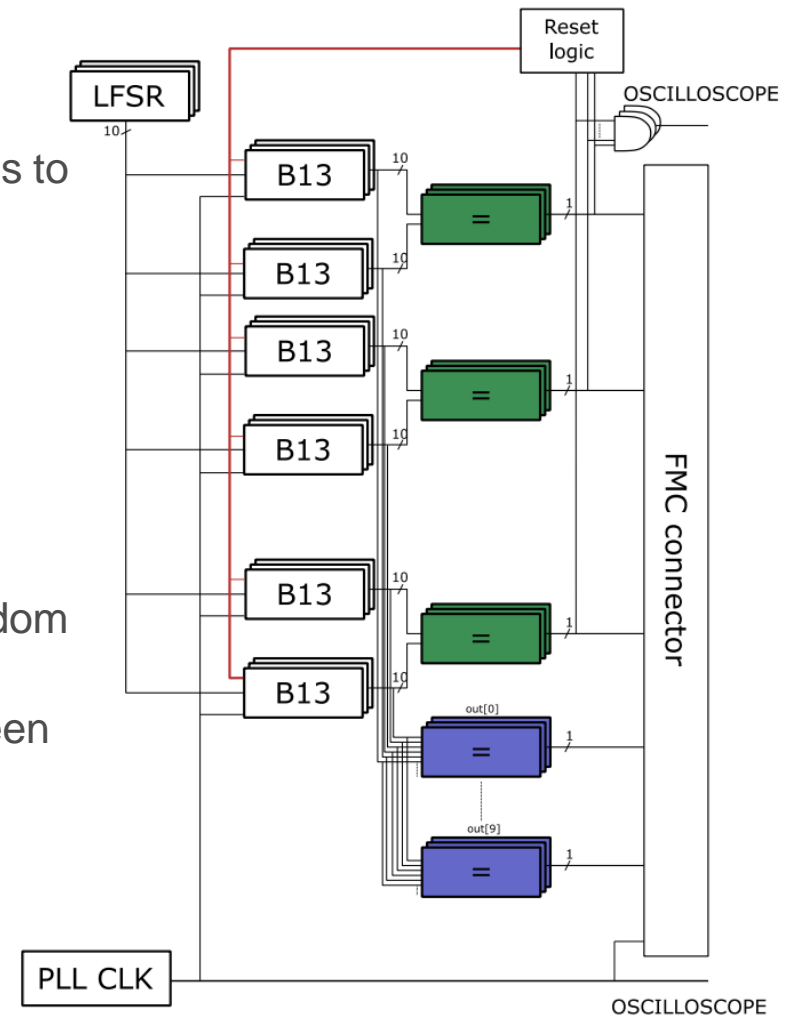 Reset
logic
LFSR
OSCILLOSCOPE
10
s to
B13
10
=
1
B13
10
B13
10
=
1
B13
10
FMC connector
B13
10
dom
=
1
B13
10
een
out[0]
=
1
out[9]
=
1
PLL CLK
OSCILLOSCOPE